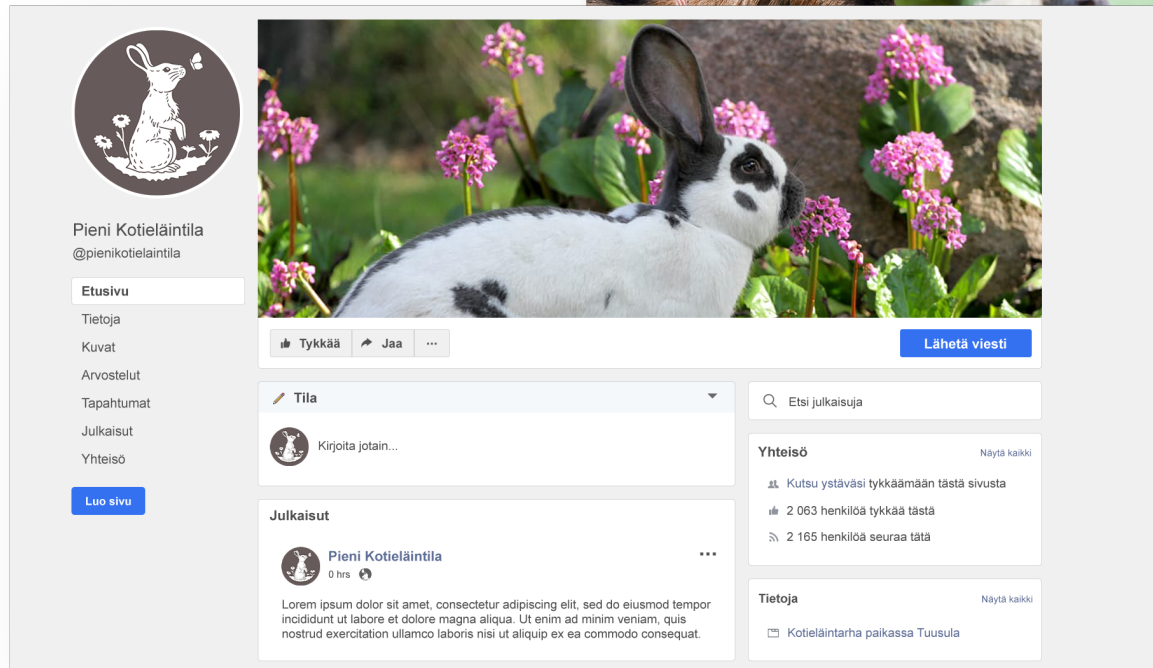 Pieni Kotieläintila
@pienikotielaintila
Etusivu
Tietoja
Kuvat
Arvostelut
Tapahtumat
Julkaisut
Yhteisö
Luo sivu
Tykkää
Jaa
...
Lähetä viesti
Tila
Kirjoita jotain...
Julkaisut
Pieni Kotieläintila
0 hrs
Lorem ipsum dolor sit amet, consectetur adipiscing elit, sed do eiusmod tempor
incididunt ut labore et dolore magna aliqua. Ut enim ad minim veniam, quis
nostrud exercitation ullamco laboris nisi ut aliquip ex ea commodo consequat.
Etsi julkaisuja
Yhteisö
Näytä kaikki
Kutsu ystäväsi tykkäämään tästä sivusta
2 063 henkilöä tykkää tästä
2 165 henkilöä seuraa tätä
Tietoja
Näytä kaikki
Kotieläintarha paikassa Tuusula